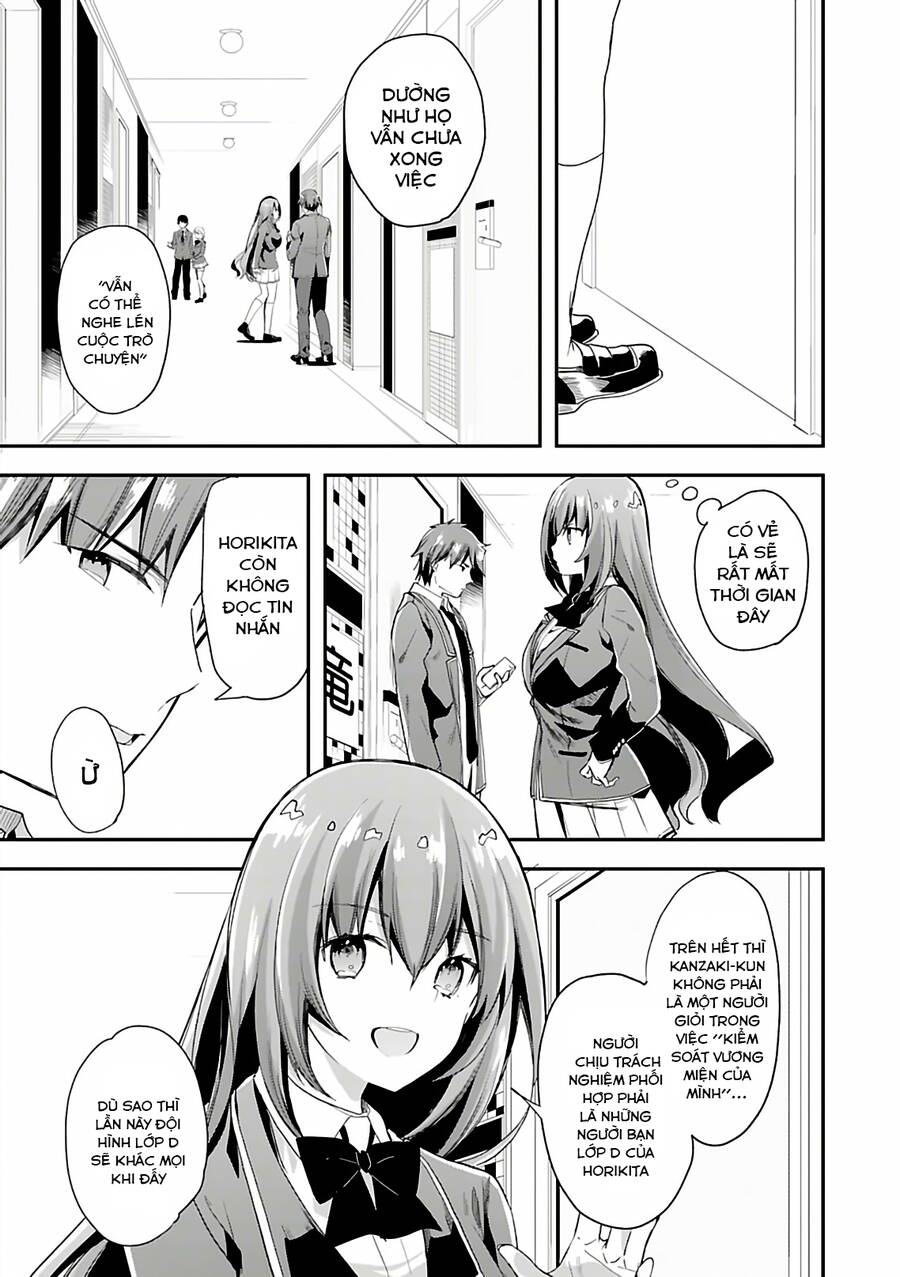 DƯỜNG
NHƯ HỌ
VẪN CHƯA
XONG VIỆC
"VẪN
CÓ THỂ
NGHE LÉN
CUỘC TRÒ
CHUYỆN"
CÓ VẺ
LÀ SẼ
RẤT MẤT
THỜI GIAN
ĐÂY
竜
HORIKITA
CÒN
KHÔNG
ĐỌC TIN
NHẮN
Ừ
TRÊN HẾT THÌ
KANZAKI-KUN
KHÔNG PHẢI
LÀ MỘT NGƯỜI
GIỎI TRONG
VIỆC "KIỂM
SOÁT VƯƠNG
MIỆN CỦA
MÌNH"...
NGƯỜI
CHỊU TRÁCH
NGHIỆM PHỐI
HỢP PHẢI
LÀ NHỮNG
NGƯỜI BẠN
LỚP D CỦA
HORIKITA
DÙ SAO THÌ
LẦN NÀY ĐỘI
HÌNH LỚP D
SẼ KHÁC MỌI
KHI ĐẤY